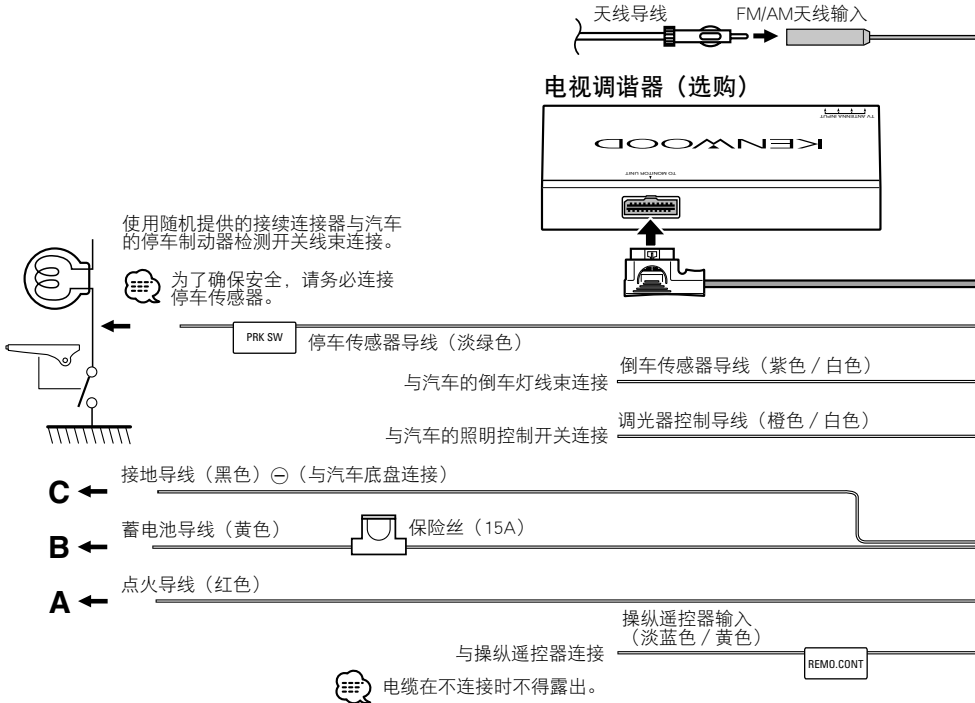 天线导线
FM/AM天线输入
电视调谐器（选购）
TV ANTENNA INPUT
KENWOOD
TO MONITOR UNIT
使用随机提供的接续连接器与汽车
的停车制动器检测开关线束连接。
为了确保安全，请务必连接
停车传感器。
PRK SW
停车传感器导线（淡绿色）
倒车传感器导线（紫色 / 白色）
与汽车的倒车灯线束连接
调光器控制导线（橙色 / 白色）
与汽车的照明控制开关连接
接地导线（黑色）⊖（与汽车底盘连接）
C
蓄电池导线（黄色）
保险丝（15A）
B
点火导线（红色）
A
操纵遥控器输入
（淡蓝色 / 黄色）
与操纵遥控器连接
REMO.CONT
电缆在不连接时不得露出。